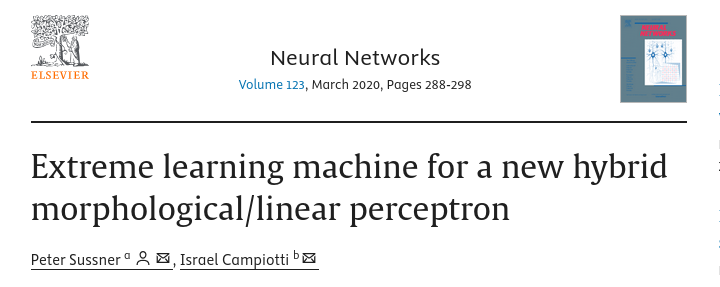 Neural Networks
ELSEVIER
Volume 123, March 2020, Pages 288-298
Extreme learning machine for a new hybrid
morphological/linear perceptron
Peter Sussner a, Israel Campiotti b